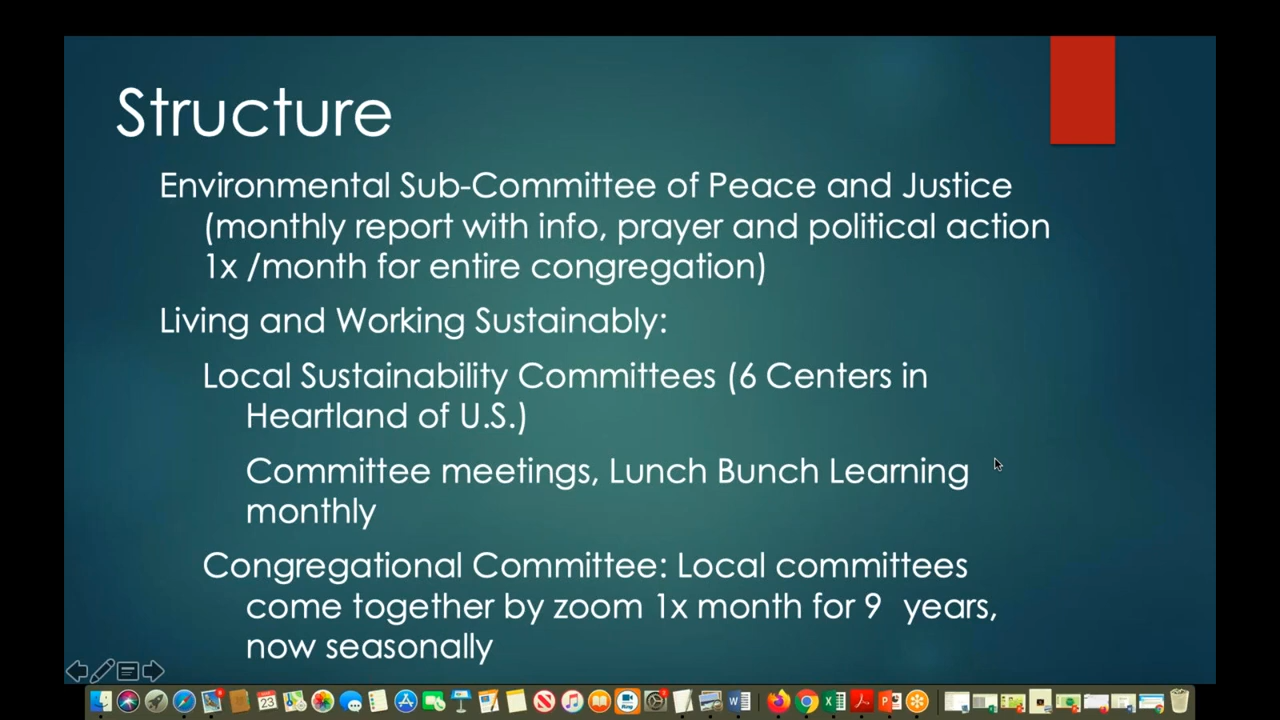 Structure
Environmental Sub-Committee of Peace and Justice
(monthly report with info, prayer and political action
1x /month for entire congregation)
Living and Working Sustainably:
Local Sustainability Committees (6 Centers in
Heartland of U.S.)
Committee meetings, Lunch Bunch Learning
monthly
Congregational Committee: Local committees
come together by zoom 1x month for 9 years,
now seasonally
23